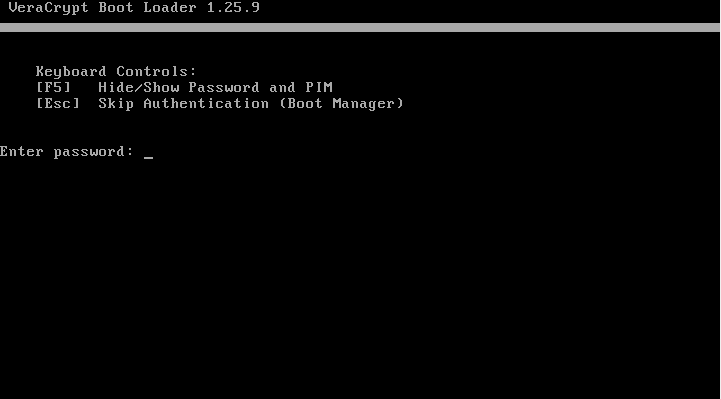 VeraCrypt Boot Loader 1.25.9
Keyboard Controls:
[F5] Hide/Show Password and PIM
[Esc] Skip Authentication (Boot Manager)
Enter password: _